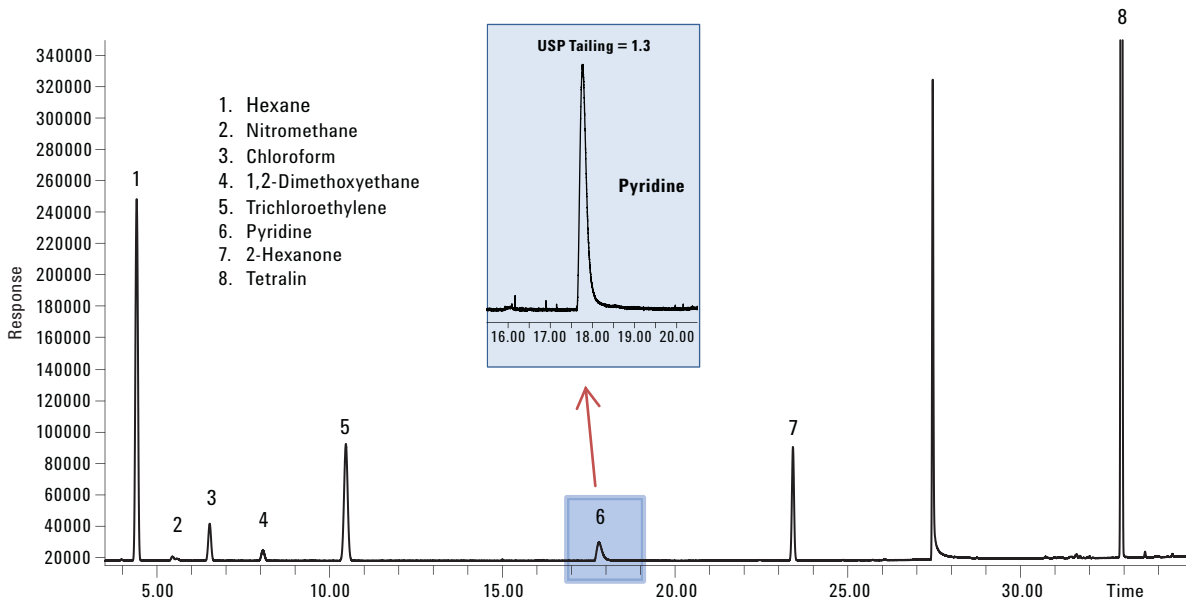 8
USP Tailing = 1.3
340000
320000
1. Hexane
300000
2. Nitromethane
280000
3. Chloroform
1
Pyridine
260000
4. 1,2-Dimethoxyethane
240000
5. Trichloroethylene
220000
6. Pyridine
7. 2-Hexanone
200000
8. Tetralin
180000
Response
160000
16.00 17.00 18.00 19.00 20.00
140000
120000
100000
5
7
80000
60000
3
6
40000
2
4
20000
5.00 10.00 15.00 20.00 25.00 30.00 Time